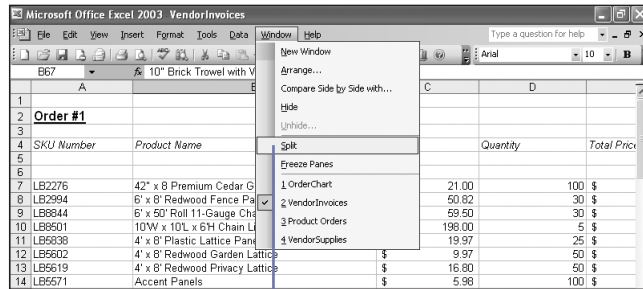 Microsoft Office Excel 2003 VendorInvoices
File Edit View Insert Format Tools Data Window Help Type a question for help
Arial 10 B
B67 fx 10" Brick Trowel with V
New Window
Arrange...
Compare Side by Side with...
Hide
Unhide...
Split
Freeze Panes
1 OrderChart
2 VendorInvoices
3 Product Orders
4 VendorSupplies
A C D
1
2 Order #1
3
4 SKU Number Product Name Quantity Total Price
5
6
7 LB2276 42" x 8 Premium Cedar G 21.00 100 $
8 LB2994 6' x 8' Redwood Fence Pa 50.82 30 $
9 LB8844 6' x 50' Roll 11-Gauge Cha 59.50 30 $
10 LB8501 10'W x 10'L x 6'H Chain Li 198.00 5 $
11 LB5838 4' x 8' Plastic Lattice Pane 19.97 25 $
12 LB5602 4' x 8' Redwood Garden Lattice $ 9.97 50 $
13 LB5619 4' x 8' Redwood Privacy Lattice $ 16.80 50 $
14 LB5571 Accent Panels $ 5.98 100 $